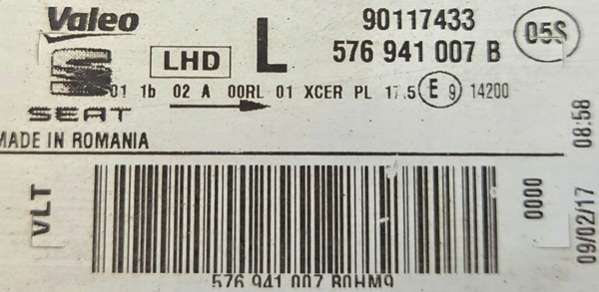 Valeo
90117433
05S
LHD
L
576 941 007 B
01 1b 02 A 00RL 01 XCER PL 17.5 E 9 14200
SEAT
MADE IN ROMANIA
VLT
0000
09/02/17 08:58
576 941 007 B0HM9